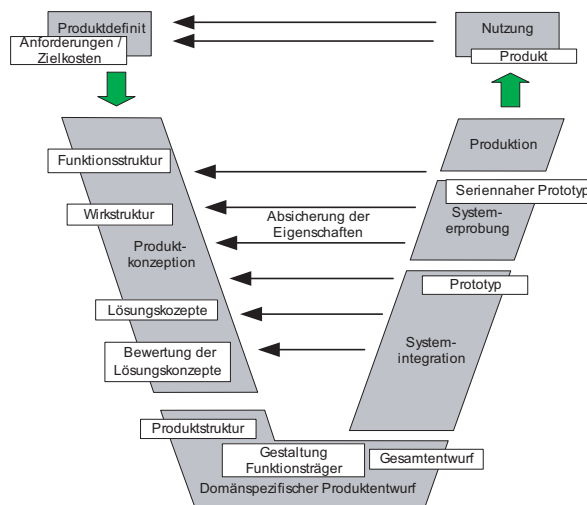 Produktdefinit
Anforderungen /
Zielkosten
Nutzung
Produkt
Funktionsstruktur
Wirkstruktur
Produkt-
konzeption
Lösungskozepte
Bewertung der
Lösungskonzepte
Absicherung der
Eigenschaften
Produktion
Seriennaher Prototyp
System-
erprobung
Prototyp
System-
integration
Produktstruktur
Gestaltung
Funktionsträger
Gesamtentwurf
Domänspezifischer Produktentwurf